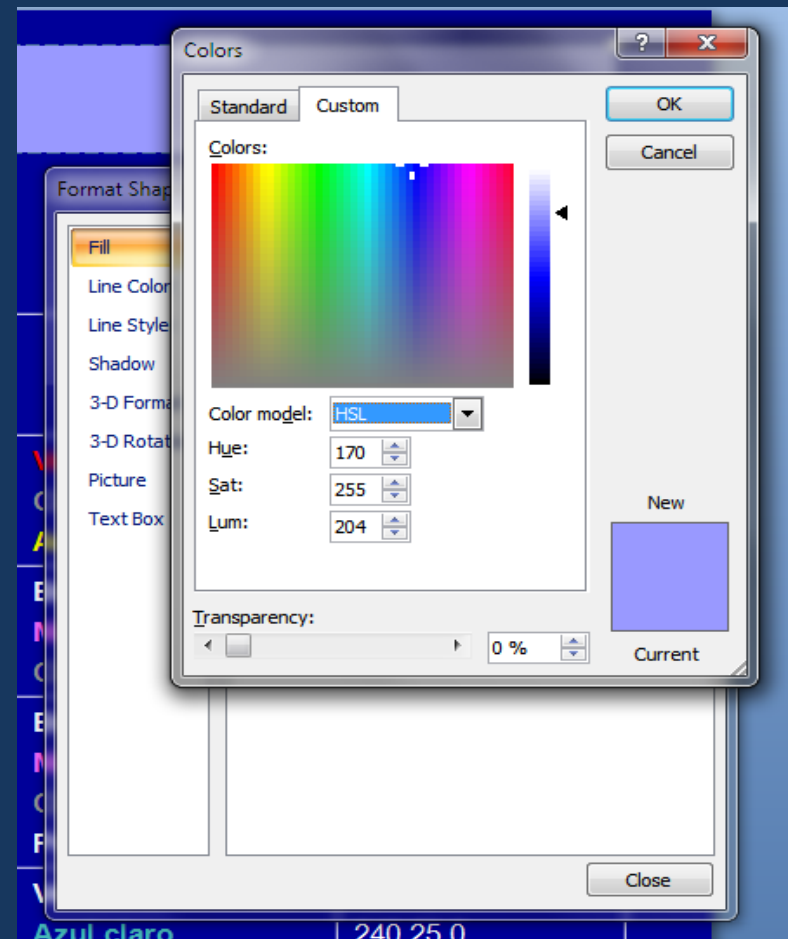 Colors
?
x
Standard Custom
OK
Cancel
Colors:
Format Shap
Fill
Line Color
Line Style
Shadow
3-D Forma
3-D Rotat
Picture
Text Box
Color model: HSL
Hue: 170
Sat: 255
Lum: 204
New
Transparency:
0 %
Current
Close
Azul claro 240 25 0